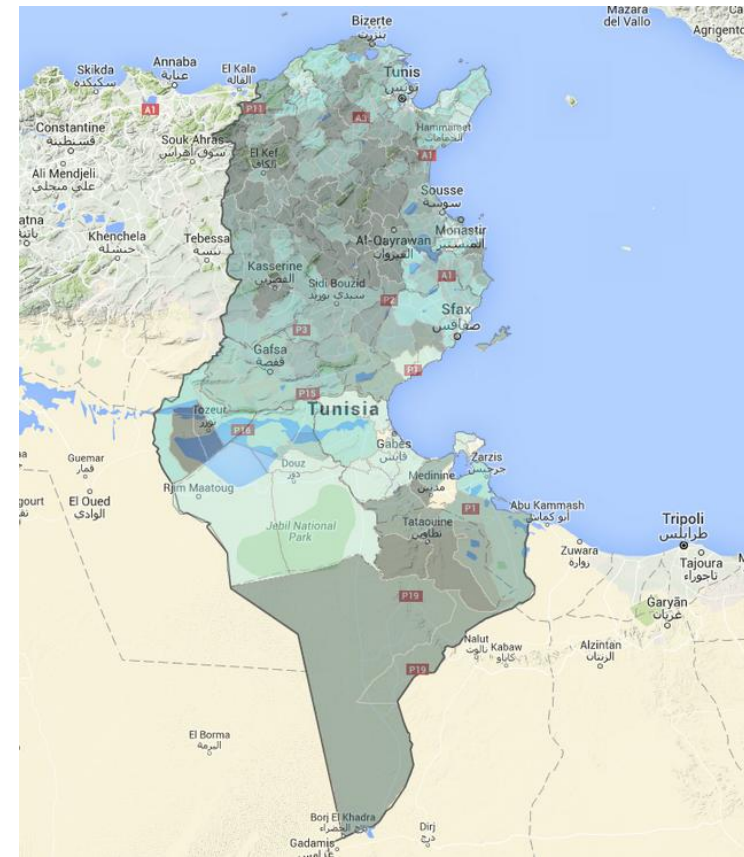 Bizerte
بنزرت
Mazara
del Vallo
Agrigento
Skikda
سكيكدة
Annaba
عنابة
El Kala
القالة
Tunis
تونس
A1
P11
A3
Constantine
قسنطينة
Souk Ahras
سوق أهراس
El Kef
الكاف
Hammamet
الحمامات
A1
Ali Mendjeli
علي منجلي
Sousse
سوسة
Monastir
المنستير
atna
باتنة
Khenchela
خنشلة
Tebessa
تبسة
Al-Qayrawan
القيروان
Kasserine
القصرين
Sidi Bouzid
سيدي بوزيد
A1
P2
Sfax
صفاقس
P3
Gafsa
قفصة
P1
P15
Tozeur
توزر
Tunisia
P16
Gabès
قابس
Guemar
قمار
Douz
دوز
Zarzis
جرجيس
Medinine
مدنين
Rjim Maatoug
El Oued
الوادي
gourt
P1
Abu Kammash
أبو كماش
Jebil National
Park
Tataouine
تطاوين
Tripoli
طرابلس
Zuwara
زوارة
Tajoura
تاجوراء
P19
Garyān
غريان
Nalut
نالوت
Kabaw
كاباو
Alzintan
الزنتان
P19
El Borma
البرمة
Borj El Khadra
برج الخضراء
Dirj
درج
Gadamis
غدامس